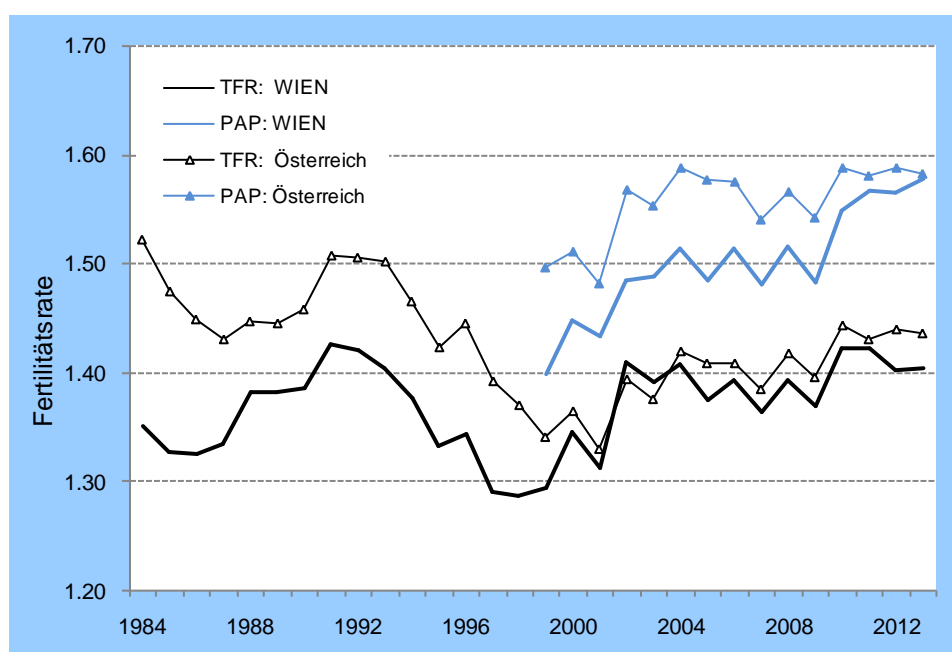 1.70
1.60
1.50
1.40
1.30
1.20
Fertilitätsrate
TFR: WIEN
PAP: WIEN
TFR: Österreich
PAP: Österreich
1984 1988 1992 1996 2000 2004 2008 2012